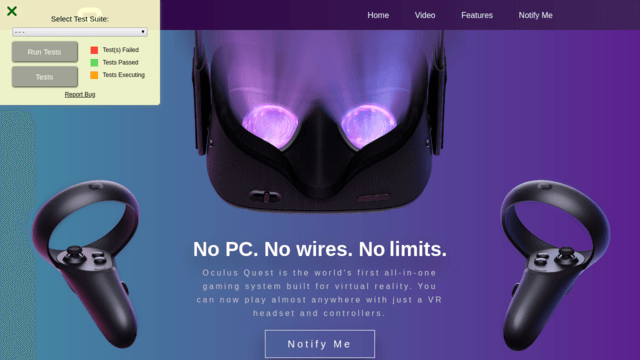 Home Video Features Notify Me
Select Test Suite:
- - -
Run Tests
Test(s) Failed
Tests Passed
Tests
Tests Executing
Report Bug
No PC. No wires. No limits.
Oculus Quest is the world's first all-in-one
gaming system built for virtual reality. You
can now play almost anywhere with just a VR
headset and controllers.
Notify Me